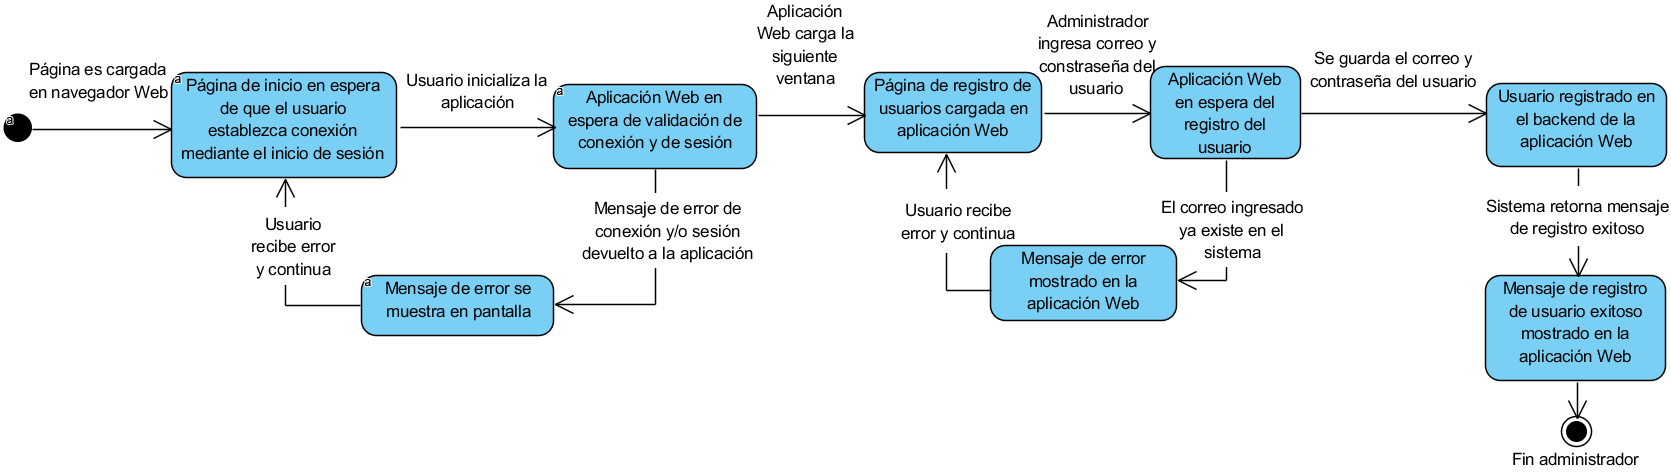 Página es cargada
en navegador Web
a
a
Página de inicio en espera
de que el usuario
establezca conexión
mediante el inicio de sesión
Usuario inicializa la
aplicación
a
Aplicación Web en
espera de validación de
conexión y de sesión
Aplicación
Web carga la
siguiente
ventana
Página de registro de
usuarios cargada en
aplicación Web
Administrador
ingresa correo y
constraseña del
usuario
Aplicación Web
en espera del
registro del
usuario
Se guarda el correo y
contraseña del usuario
Usuario registrado en
el backend de la
aplicación Web
Usuario
recibe error
y continua
Mensaje de error de
conexión y/o sesión
devuelto a la aplicación
a
Mensaje de error se
muestra en pantalla
Usuario recibe
error y continua
El correo ingresado
ya existe en el
sistema
Mensaje de error
mostrado en la
aplicación Web
Sistema retorna mensaje
de registro exitoso
Mensaje de registro
de usuario exitoso
mostrado en la
aplicación Web
Fin administrador